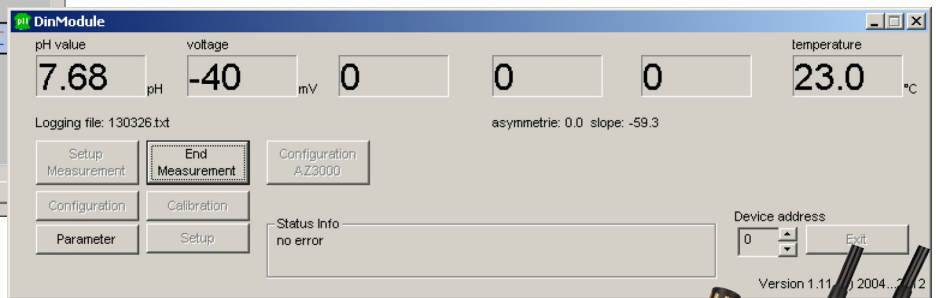 pH DinModule
pH value voltage temperature
7.68 pH -40 mV 0 0 0 23.0 °C
Logging file: 130326.txt asymmetrie: 0.0 slope: -59.3
Setup Measurement
End Measurement
Configuration AZ3000
Configuration Calibration
Parameter Setup
Status Info
no error
Device address
0 Exit
Version 1.11 2004...